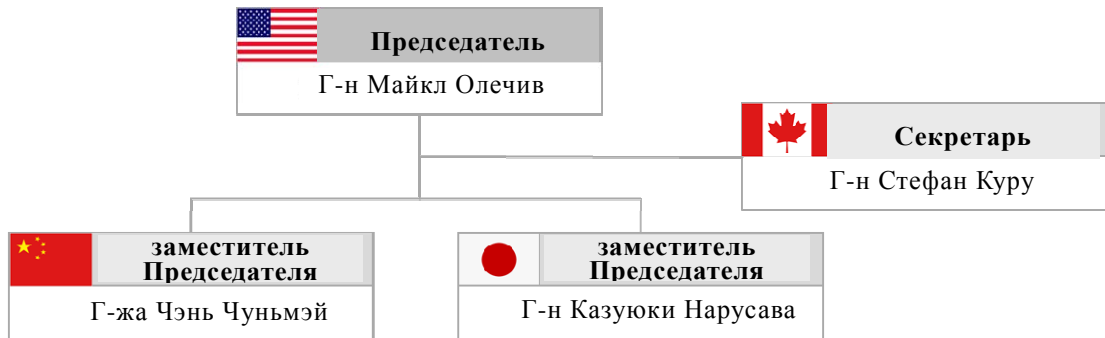 Председатель
Г-н Майкл Олечив
Секретарь
Г-н Стефан Куру
заместитель
Председателя
Г-жа Чэнь Чуньмэй
заместитель
Председателя
Г-н Казуюки Нарусава